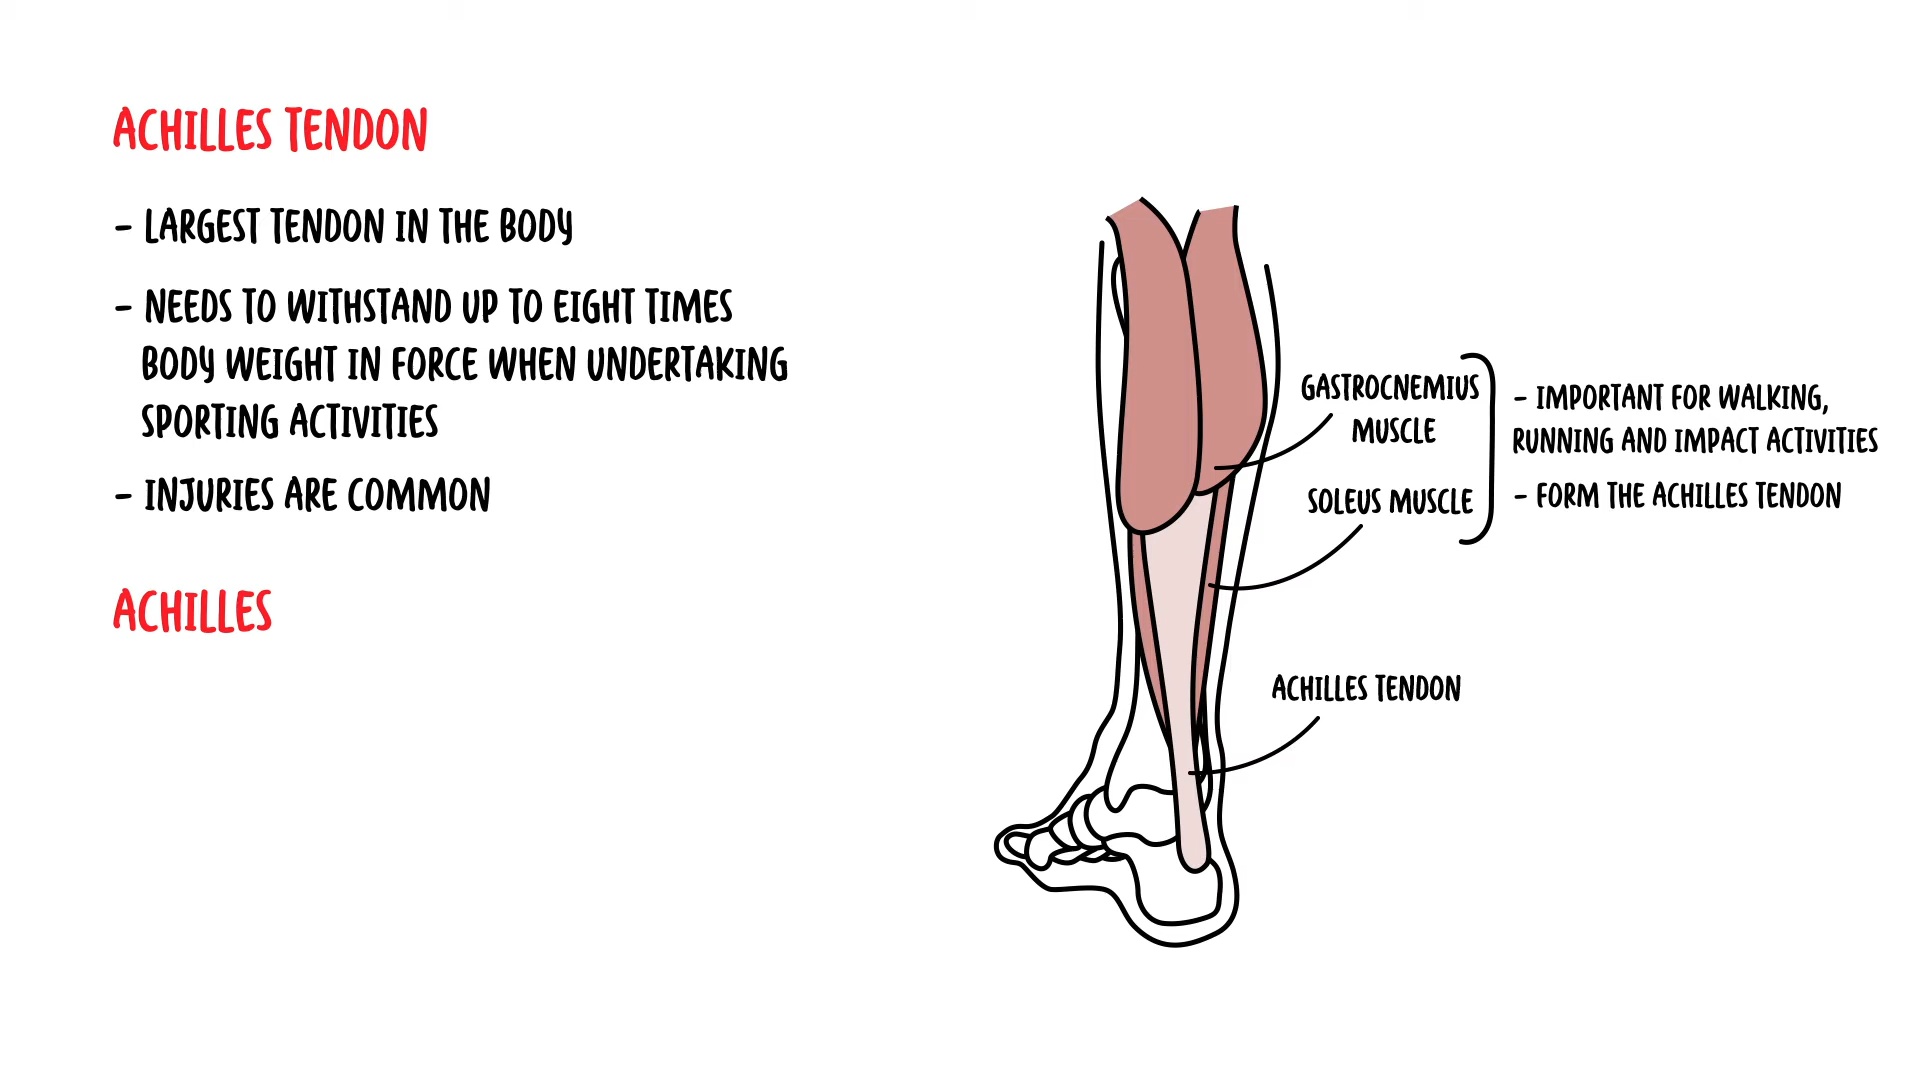 ACHILLES TENDON
- LARGEST TENDON IN THE BODY
- NEEDS TO WITHSTAND UP TO EIGHT TIMES
BODY WEIGHT IN FORCE WHEN UNDERTAKING
SPORTING ACTIVITIES
- INJURIES ARE COMMON
ACHILLES
GASTROCNEMIUS
MUSCLE
SOLEUS MUSCLE
- IMPORTANT FOR WALKING,
RUNNING AND IMPACT ACTIVITIES
- FORM THE ACHILLES TENDON
ACHILLES TENDON